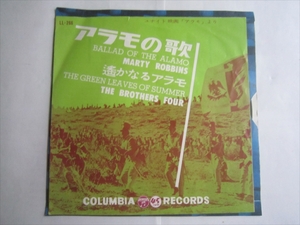 アラモの歌
BALLAD OF THE ALAMO
MARTY ROBBINS
遙かなるアラモ
THE GREEN LEAVES OF SUMMER
THE BROTHERS FOUR
COLUMBIA RECORDS